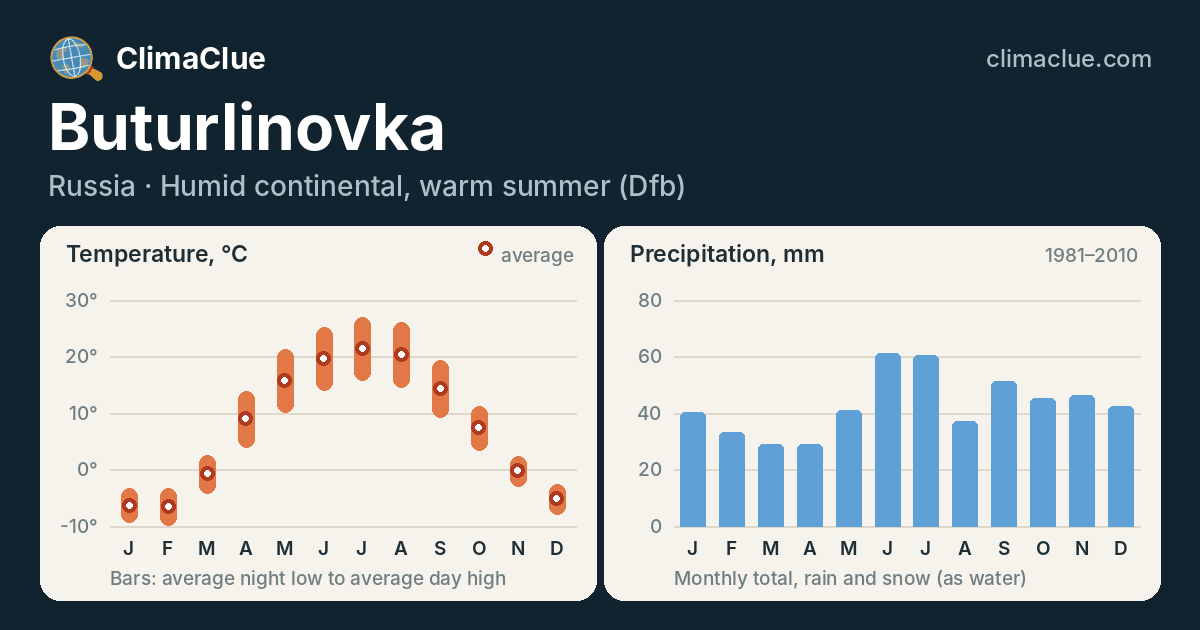 ClimaClue
climaclue.com
Buturlinovka
Russia · Humid continental, warm summer (Dfb)
Temperature, °C
average
30°
20°
10°
0°
-10°
J F M A M J J A S O N D
Bars: average night low to average day high
Precipitation, mm
1981–2010
80
60
40
20
0
J F M A M J J A S O N D
Monthly total, rain and snow (as water)